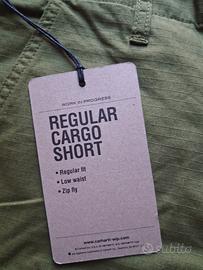 WORK IN PROGRESS
REGULAR
CARGO
SHORT
• Regular fit
• Low waist
• Zip fly
www.carhartt-wip.com
subito